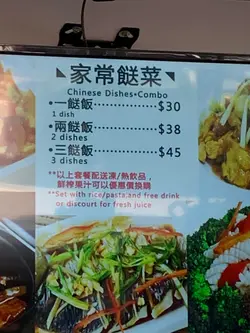 家常餸菜
Chinese Dishes•Combo
•一餸飯……………$30
1 dish
•兩餸飯……………$38
2 dishes
•三餸飯……………$45
3 dishes
**以上套餐配送凍/熱飲品，
鮮榨果汁可以優惠價換購
**Set with rice/pasta,and free drink
or discourt for fresh juice